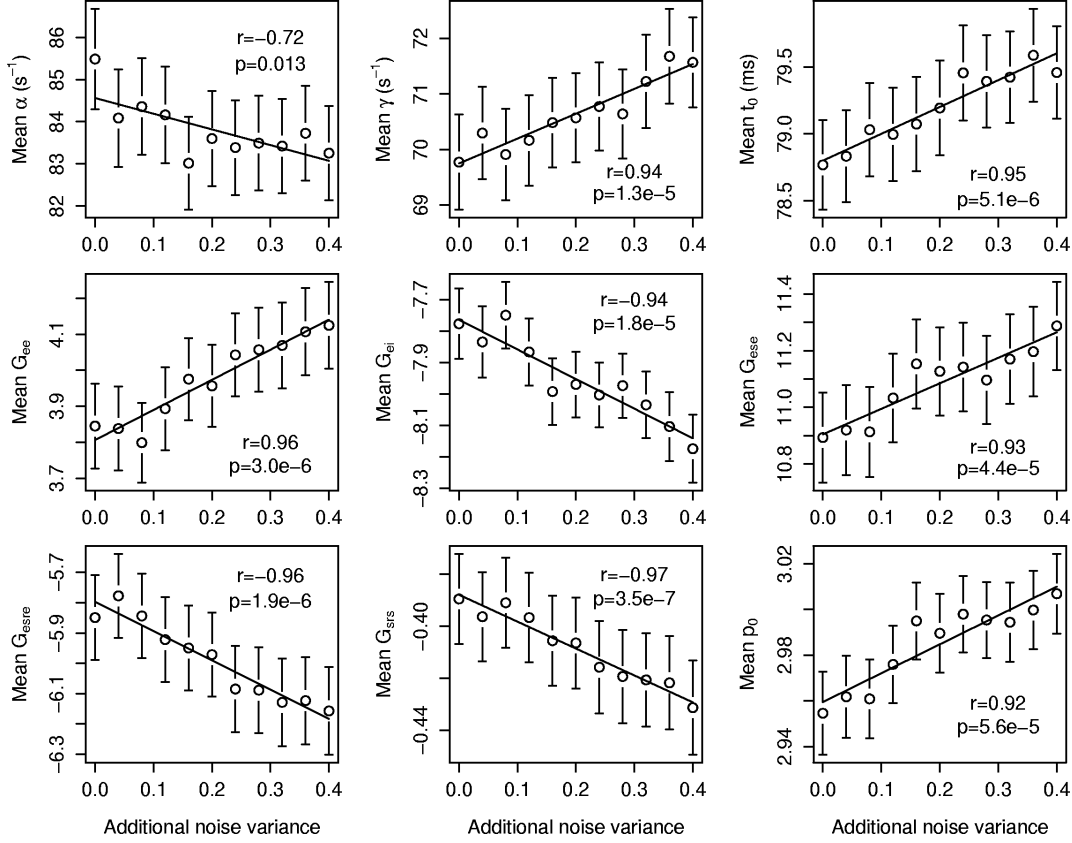 Mean α (s⁻¹)
86
85
84
83
82
r=−0.72
p=0.013
0.0 0.1 0.2 0.3 0.4
Mean γ (s⁻¹)
72
71
70
69
r=0.94
p=1.3e−5
0.0 0.1 0.2 0.3 0.4
Mean t₀ (ms)
79.5
79.0
78.5
r=0.95
p=5.1e−6
0.0 0.1 0.2 0.3 0.4
Mean Gₑₑ
4.1
3.9
3.7
r=0.96
p=3.0e−6
0.0 0.1 0.2 0.3 0.4
Mean Gₑᵢ
−7.7
−7.9
−8.1
−8.3
r=−0.94
p=1.8e−5
0.0 0.1 0.2 0.3 0.4
Mean Gₑₛₑ
11.4
11.2
11.0
10.8
r=0.93
p=4.4e−5
0.0 0.1 0.2 0.3 0.4
Mean Gₑₛᵣₑ
−5.7
−5.9
−6.1
−6.3
r=−0.96
p=1.9e−6
0.0 0.1 0.2 0.3 0.4
Additional noise variance
Mean Gₛᵣₛ
−0.40
−0.44
r=−0.97
p=3.5e−7
0.0 0.1 0.2 0.3 0.4
Additional noise variance
Mean p₀
3.02
2.98
2.94
r=0.92
p=5.6e−5
0.0 0.1 0.2 0.3 0.4
Additional noise variance